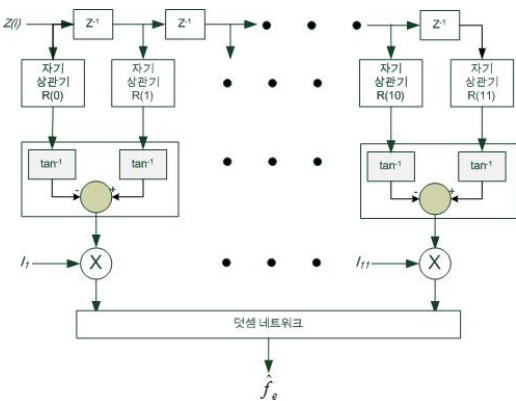 Z(i)
Z⁻¹
Z⁻¹
Z⁻¹
자기
상관기
R(0)
자기
상관기
R(1)
자기
상관기
R(10)
자기
상관기
R(11)
tan⁻¹
tan⁻¹
tan⁻¹
tan⁻¹
- +
- +
I₁
X
I₁₁
X
덧셈 네트워크
f̂ₑ